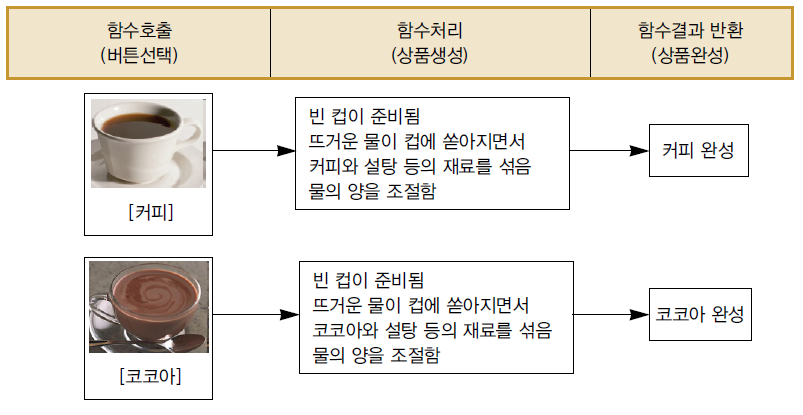 함수호출
(버튼선택)
함수처리
(상품생성)
함수결과 반환
(상품완성)
[커피]
빈 컵이 준비됨
뜨거운 물이 컵에 쏟아지면서
커피와 설탕 등의 재료를 섞음
물의 양을 조절함
커피 완성
[코코아]
빈 컵이 준비됨
뜨거운 물이 컵에 쏟아지면서
코코아와 설탕 등의 재료를 섞음
물의 양을 조절함
코코아 완성